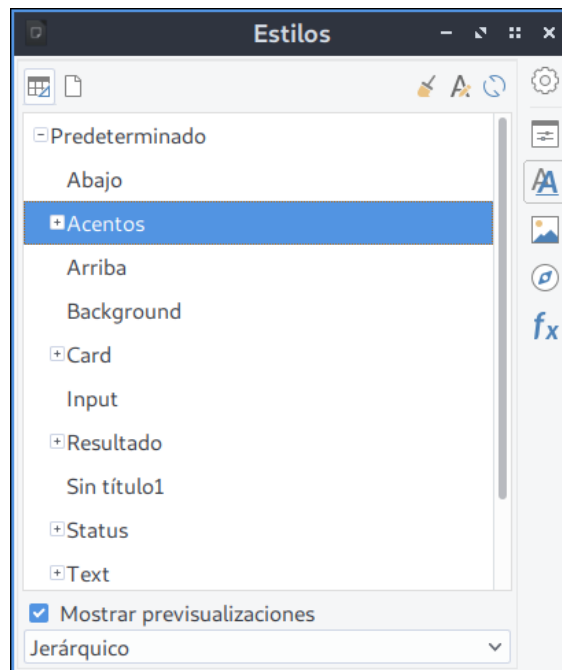 Estilos
Predeterminado
Abajo
Acentos
Arriba
Background
Card
Input
Resultado
Sin título1
Status
Text
Mostrar previsualizaciones
Jerárquico